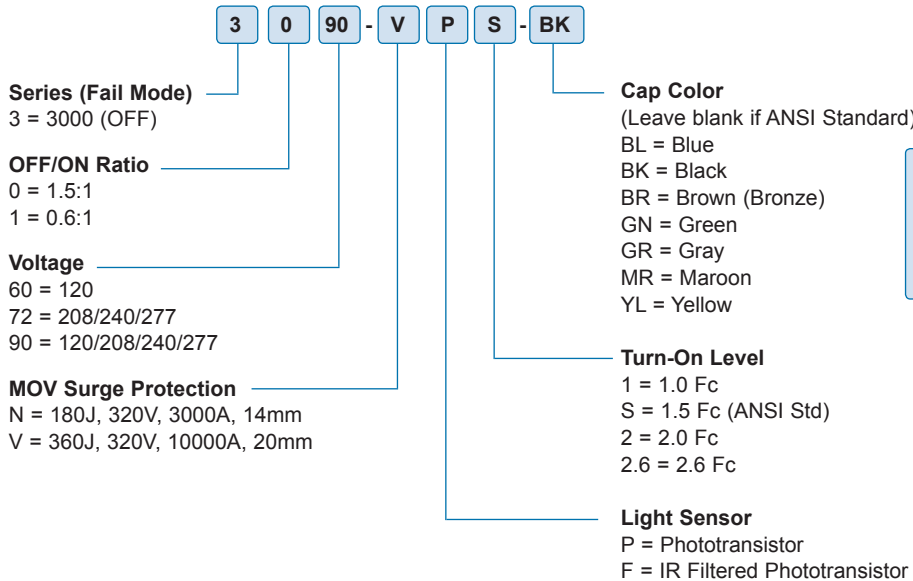 3 0 90 - V P S - BK
Series (Fail Mode)
3 = 3000 (OFF)
OFF/ON Ratio
0 = 1.5:1
1 = 0.6:1
Voltage
60 = 120
72 = 208/240/277
90 = 120/208/240/277
MOV Surge Protection
N = 180J, 320V, 3000A, 14mm
V = 360J, 320V, 10000A, 20mm
Cap Color
(Leave blank if ANSI Standard)
BL = Blue
BK = Black
BR = Brown (Bronze)
GN = Green
GR = Gray
MR = Maroon
YL = Yellow
Turn-On Level
1 = 1.0 Fc
S = 1.5 Fc (ANSI Std)
2 = 2.0 Fc
2.6 = 2.6 Fc
Light Sensor
P = Phototransistor
F = IR Filtered Phototransistor